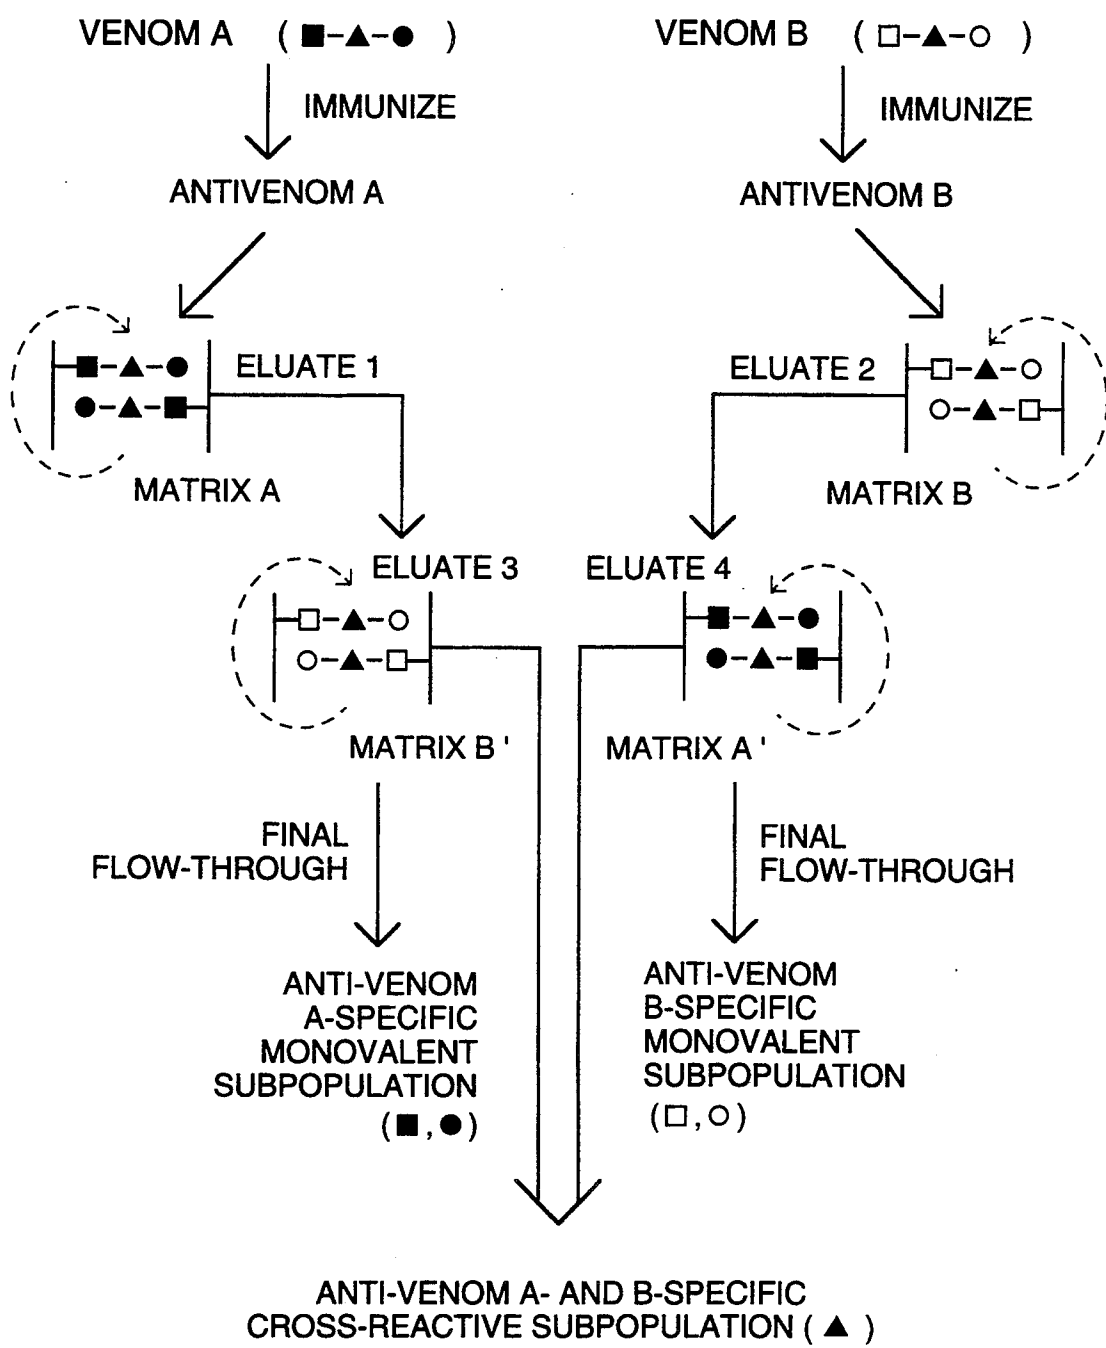 VENOM A ( ■-▲-● )
VENOM B ( □-▲-○ )
IMMUNIZE
IMMUNIZE
ANTIVENOM A
ANTIVENOM B
ELUATE 1
ELUATE 2
MATRIX A
MATRIX B
ELUATE 3
ELUATE 4
MATRIX B '
MATRIX A '
FINAL
FLOW-THROUGH
FINAL
FLOW-THROUGH
ANTI-VENOM
A-SPECIFIC
MONOVALENT
SUBPOPULATION
(■,●)
ANTI-VENOM
B-SPECIFIC
MONOVALENT
SUBPOPULATION
(□,○)
ANTI-VENOM A- AND B-SPECIFIC
CROSS-REACTIVE SUBPOPULATION ( ▲ )